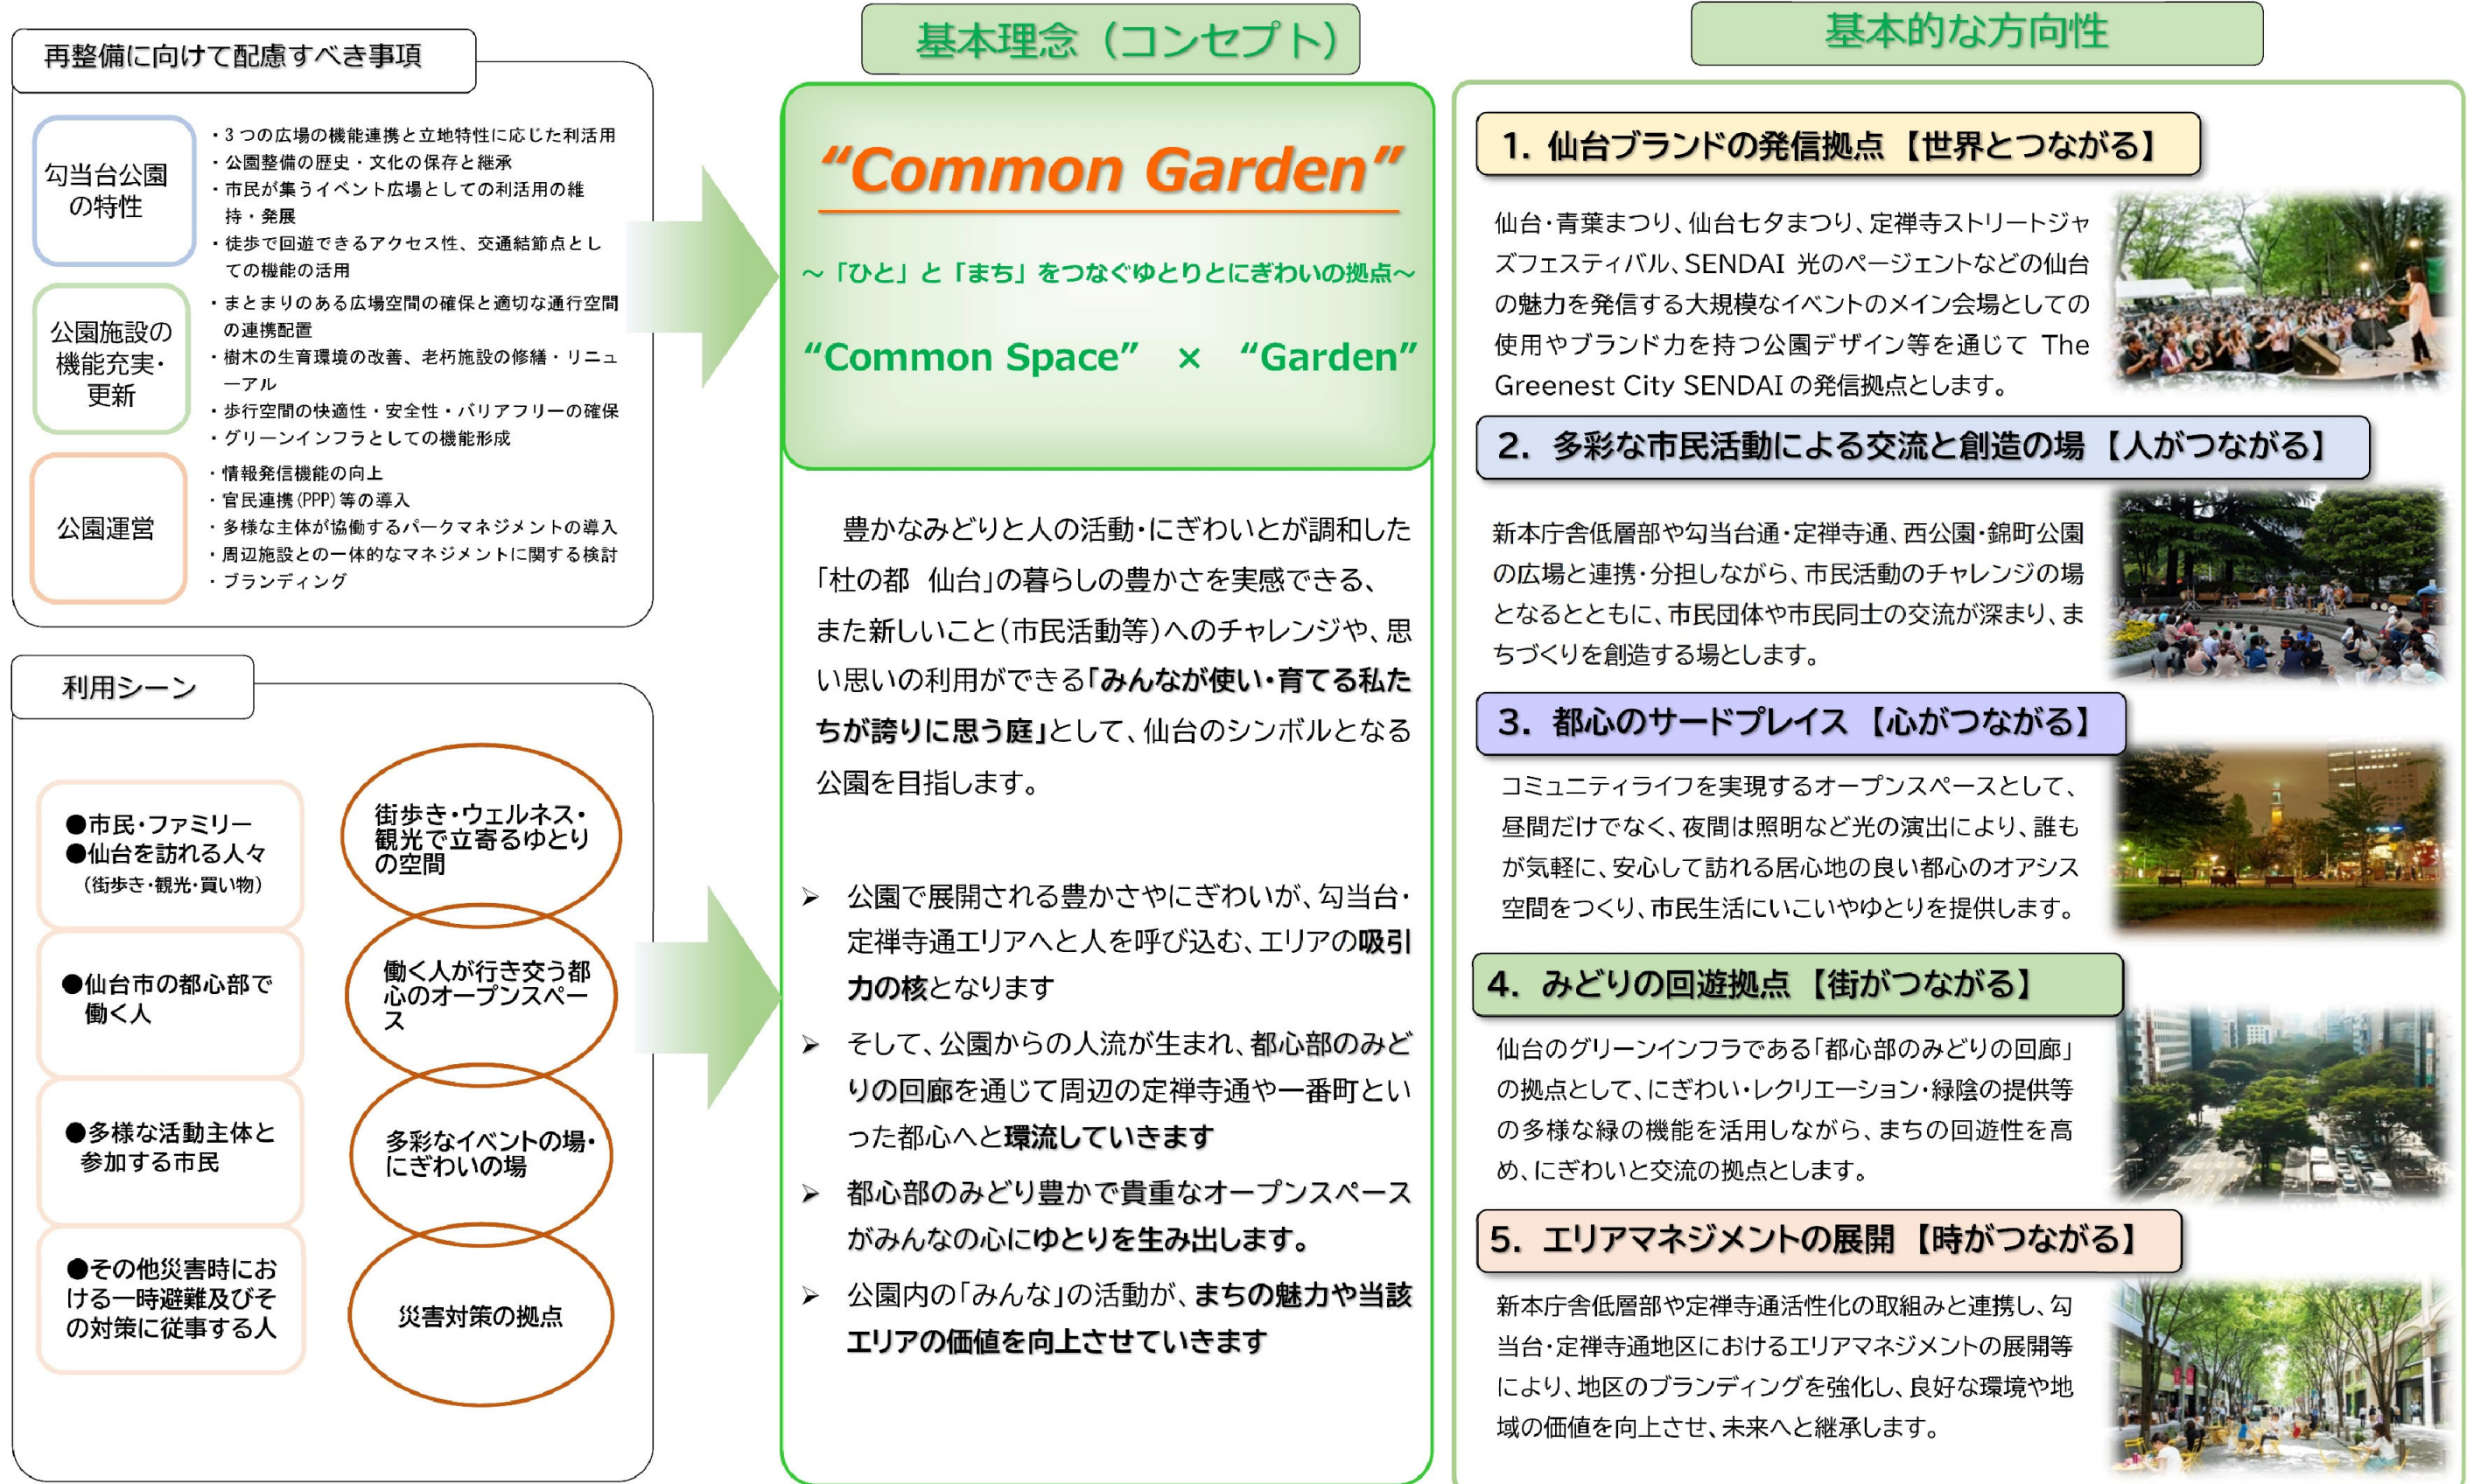 再整備に向けて配慮すべき事項
勾当台公園
の特性
・3つの広場の機能連携と立地特性に応じた利活用
・公園整備の歴史・文化の保存と継承
・市民が集うイベント広場としての利活用の維
持・発展
・徒歩で回遊できるアクセス性、交通結節点とし
ての機能の活用
公園施設の
機能充実・
更新
・まとまりのある広場空間の確保と適切な通行空間
の連携配置
・樹木の生育環境の改善、老朽施設の修繕・リニュ
ーアル
・歩行空間の快適性・安全性・バリアフリーの確保
・グリーンインフラとしての機能形成
公園運営
・情報発信機能の向上
・官民連携(PPP)等の導入
・多様な主体が協働するパークマネジメントの導入
・周辺施設との一体的なマネジメントに関する検討
・ブランディング
利用シーン
●市民・ファミリー
●仙台を訪れる人々
（街歩き・観光・買い物）
街歩き・ウェルネス・
観光で立寄るゆとり
の空間
●仙台市の都心部で
働く人
働く人が行き交う都
心のオープンスペー
ス
●多様な活動主体と
参加する市民
多彩なイベントの場・
にぎわいの場
●その他災害時にお
ける一時避難及びそ
の対策に従事する人
災害対策の拠点
基本理念（コンセプト）
“Common Garden”
～「ひと」と「まち」をつなぐゆとりとにぎわいの拠点～
“Common Space” × “Garden”
豊かなみどりと人の活動・にぎわいとが調和した
「杜の都 仙台」の暮らしの豊かさを実感できる、
また新しいこと（市民活動等）へのチャレンジや、思
い思いの利用ができる「みんなが使い・育てる私た
ちが誇りに思う庭」として、仙台のシンボルとなる
公園を目指します。
➢ 公園で展開される豊かさやにぎわいが、勾当台・
定禅寺通エリアへと人を呼び込む、エリアの吸引
力の核となります
➢ そして、公園からの人流が生まれ、都心部のみど
りの回廊を通じて周辺の定禅寺通や一番町とい
った都心へと環流していきます
➢ 都心部のみどり豊かで貴重なオープンスペース
がみんなの心にゆとりを生み出します。
➢ 公園内の「みんな」の活動が、まちの魅力や当該
エリアの価値を向上させていきます
基本的な方向性
1. 仙台ブランドの発信拠点【世界とつながる】
仙台・青葉まつり、仙台七夕まつり、定禅寺ストリートジャ
ズフェスティバル、SENDAI 光のページェントなどの仙台
の魅力を発信する大規模なイベントのメイン会場としての
使用やブランド力を持つ公園デザイン等を通じて The
Greenest City SENDAIの発信拠点とします。
2. 多彩な市民活動による交流と創造の場【人がつながる】
新本庁舎低層部や勾当台通・定禅寺通、西公園・錦町公園
の広場と連携・分担しながら、市民活動のチャレンジの場
となるとともに、市民団体や市民同士の交流が深まり、ま
ちづくりを創造する場とします。
3. 都心のサードプレイス【心がつながる】
コミュニティライフを実現するオープンスペースとして、
昼間だけでなく、夜間は照明など光の演出により、誰も
が気軽に、安心して訪れる居心地の良い都心のオアシス
空間をつくり、市民生活にいこいやゆとりを提供します。
4. みどりの回遊拠点【街がつながる】
仙台のグリーンインフラである「都心部のみどりの回廊」
の拠点として、にぎわい・レクリエーション・緑陰の提供等
の多様な緑の機能を活用しながら、まちの回遊性を高
め、にぎわいと交流の拠点とします。
5. エリアマネジメントの展開【時がつながる】
新本庁舎低層部や定禅寺通活性化の取組みと連携し、勾
当台・定禅寺通地区におけるエリアマネジメントの展開等
により、地区のブランディングを強化し、良好な環境や地
域の価値を向上させ、未来へと継承します。